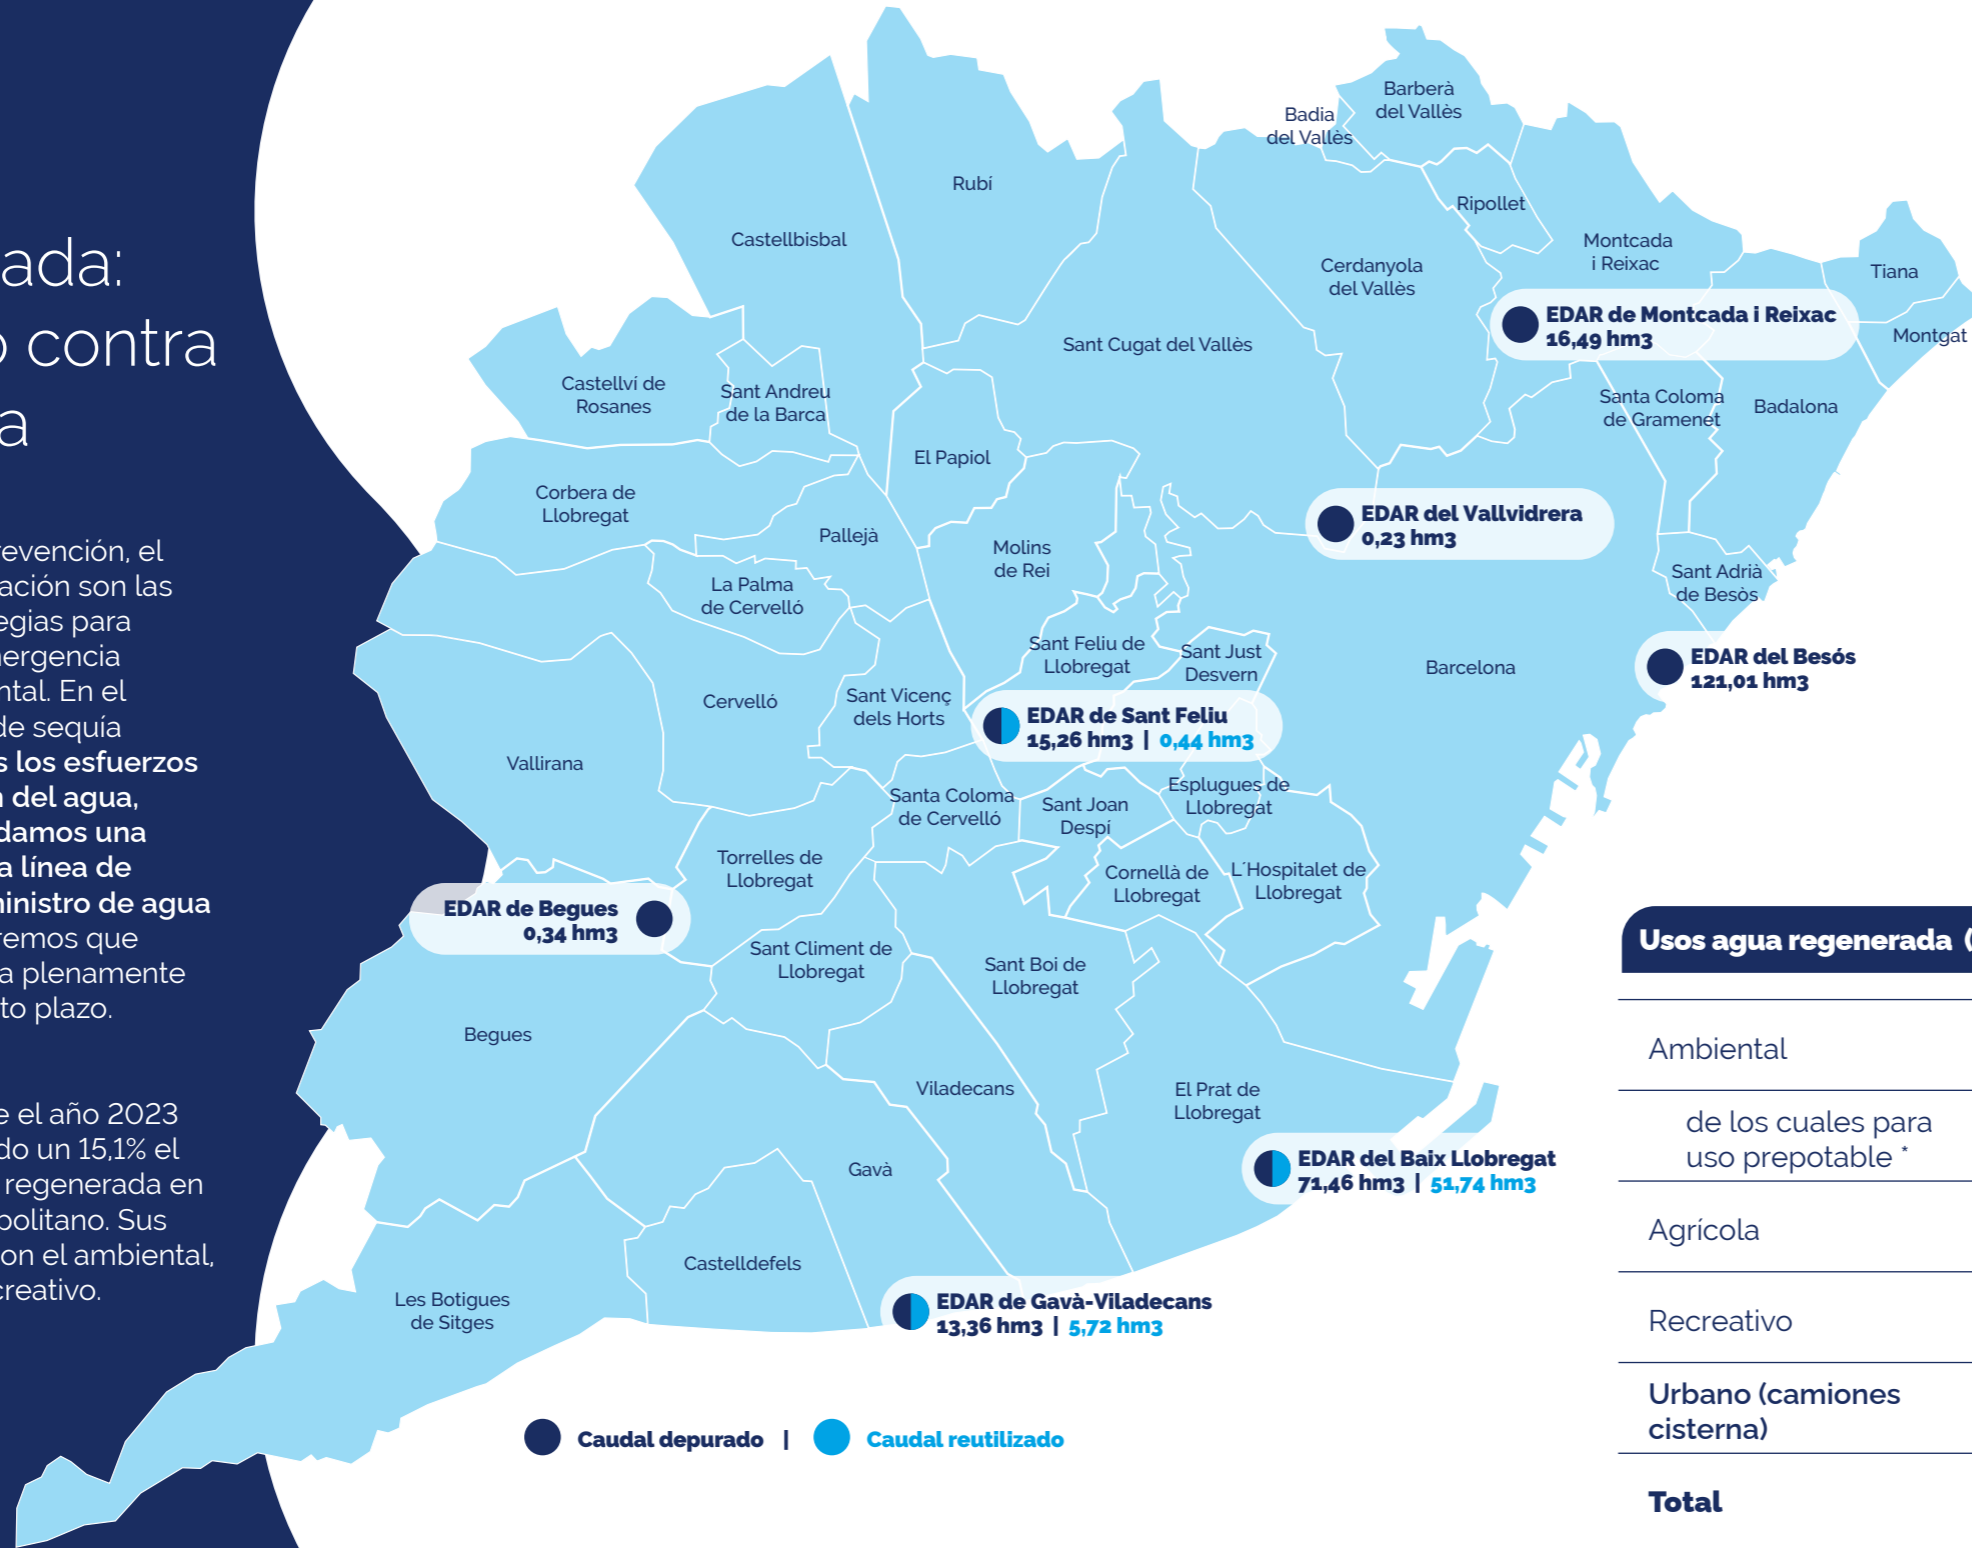 ada:
o contra
a
revención, el
ación son las
egias para
nergencia
ntal. En el
de sequía
s los esfuerzos
n del agua,
damos una
a línea de
ministro de agua
remos que
a plenamente
to plazo.
e el año 2023
do un 15,1% el
regenerada en
politano. Sus
on el ambiental,
creativo.
Barberà
del Vallès
Badia
del Vallès
Rubí
Ripollet
Castellbisbal
Montcada
i Reixac
Cerdanyola
del Vallès
Tiana
EDAR de Montcada i Reixac
16,49 hm3
Montgat
Sant Cugat del Vallès
Castellví de
Rosanes
Sant Andreu
de la Barca
Santa Coloma
de Gramenet
Badalona
El Papiol
Corbera de
Llobregat
EDAR del Vallvidrera
0,23 hm3
Pallejà
Molins
de Rei
La Palma
de Cervelló
Sant Adrià
de Besòs
Sant Feliu de
Llobregat
Sant Just
Desvern
Barcelona
EDAR del Besós
121,01 hm3
Cervelló
Sant Vicenç
dels Horts
EDAR de Sant Feliu
15,26 hm3 | 0,44 hm3
Vallirana
Santa Coloma
de Cervelló
Sant Joan
Despí
Esplugues de
Llobregat
Torrelles de
Llobregat
Cornellà de
Llobregat
L´Hospitalet de
Llobregat
EDAR de Begues
0,34 hm3
Sant Climent de
Llobregat
Sant Boi de
Llobregat
Begues
Viladecans
El Prat de
Llobregat
Gavà
EDAR del Baix Llobregat
71,46 hm3 | 51,74 hm3
Castelldefels
Les Botigues
de Sitges
EDAR de Gavà-Viladecans
13,36 hm3 | 5,72 hm3
Caudal depurado | Caudal reutilizado
Usos agua regenerada (
Ambiental
de los cuales para
uso prepotable *
Agrícola
Recreativo
Urbano (camiones
cisterna)
Total